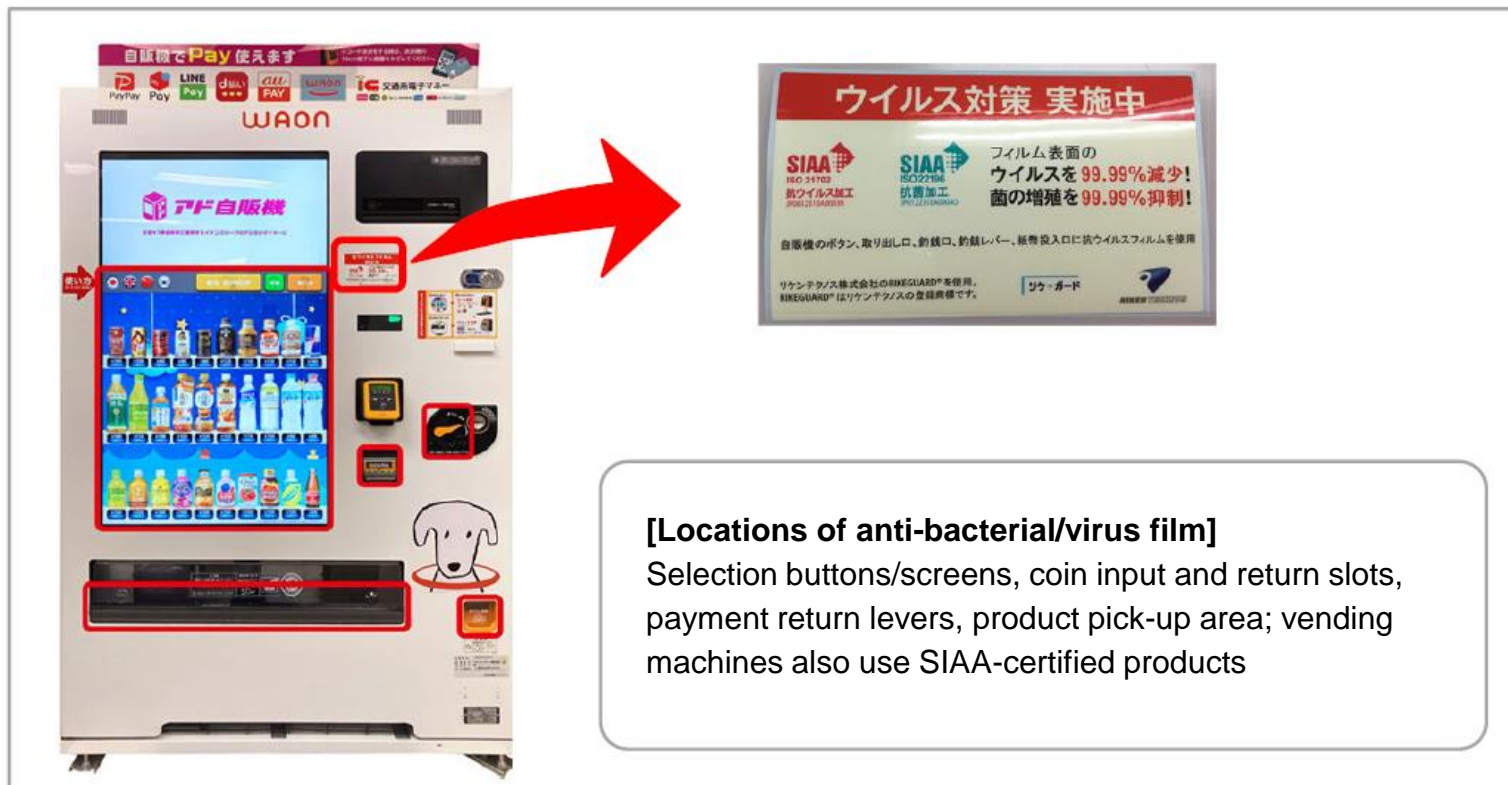 自販機でPay使えます
PayPay
Pay
LINE
Pay
d払い
au
PAY
WAON
交通系電子マネー
WAON
アド自販機
使い方
ウイルス対策 実施中
SIAA
ISO 21702
抗ウイルス加工
SIAA
ISO22196
抗菌加工
フィルム表面の
ウイルスを99.99%減少!
菌の増殖を99.99%抑制!
自販機のボタン、取り出し口、釣銭口、釣銭レバー、紙幣投入口に抗ウイルスフィルムを使用
リケンテクノス株式会社のRIKEGUARD®を使用。
RIKEGUARD®はリケンテクノスの登録商標です。
リケ・ガード
RIKEN TECHNOS
[Locations of anti-bacterial/virus film]
Selection buttons/screens, coin input and return slots,
payment return levers, product pick-up area; vending
machines also use SIAA-certified products